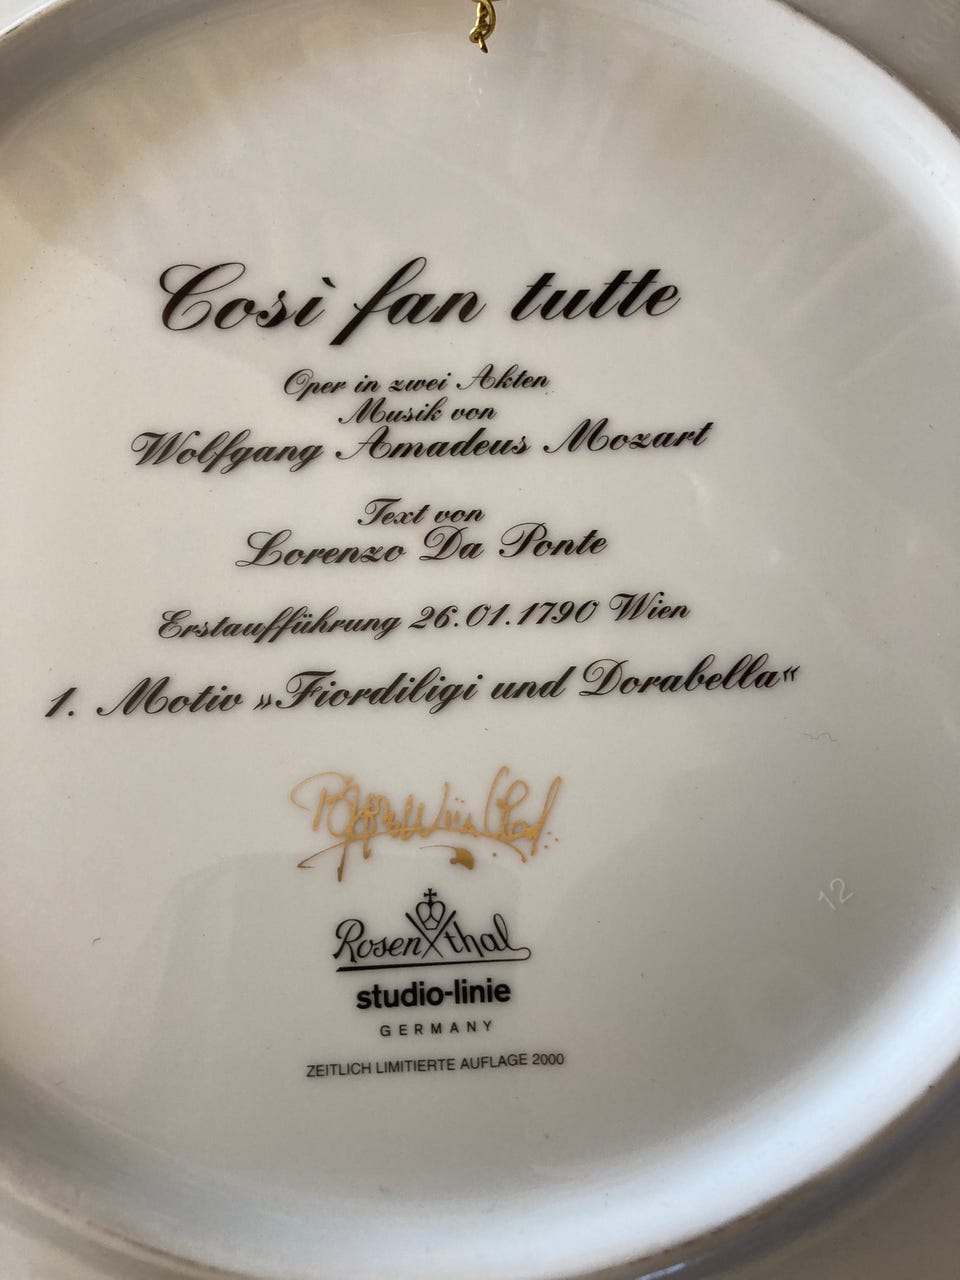 Così fan tutte
Oper in zwei Akten
Musik von
Wolfgang Amadeus Mozart
Text von
Lorenzo Da Ponte
Erstaufführung 26.01.1790 Wien
1. Motiv »Fiordiligi und Dorabella«
12
Rosenthal
studio-linie
GERMANY
ZEITLICH LIMITIERTE AUFLAGE 2000